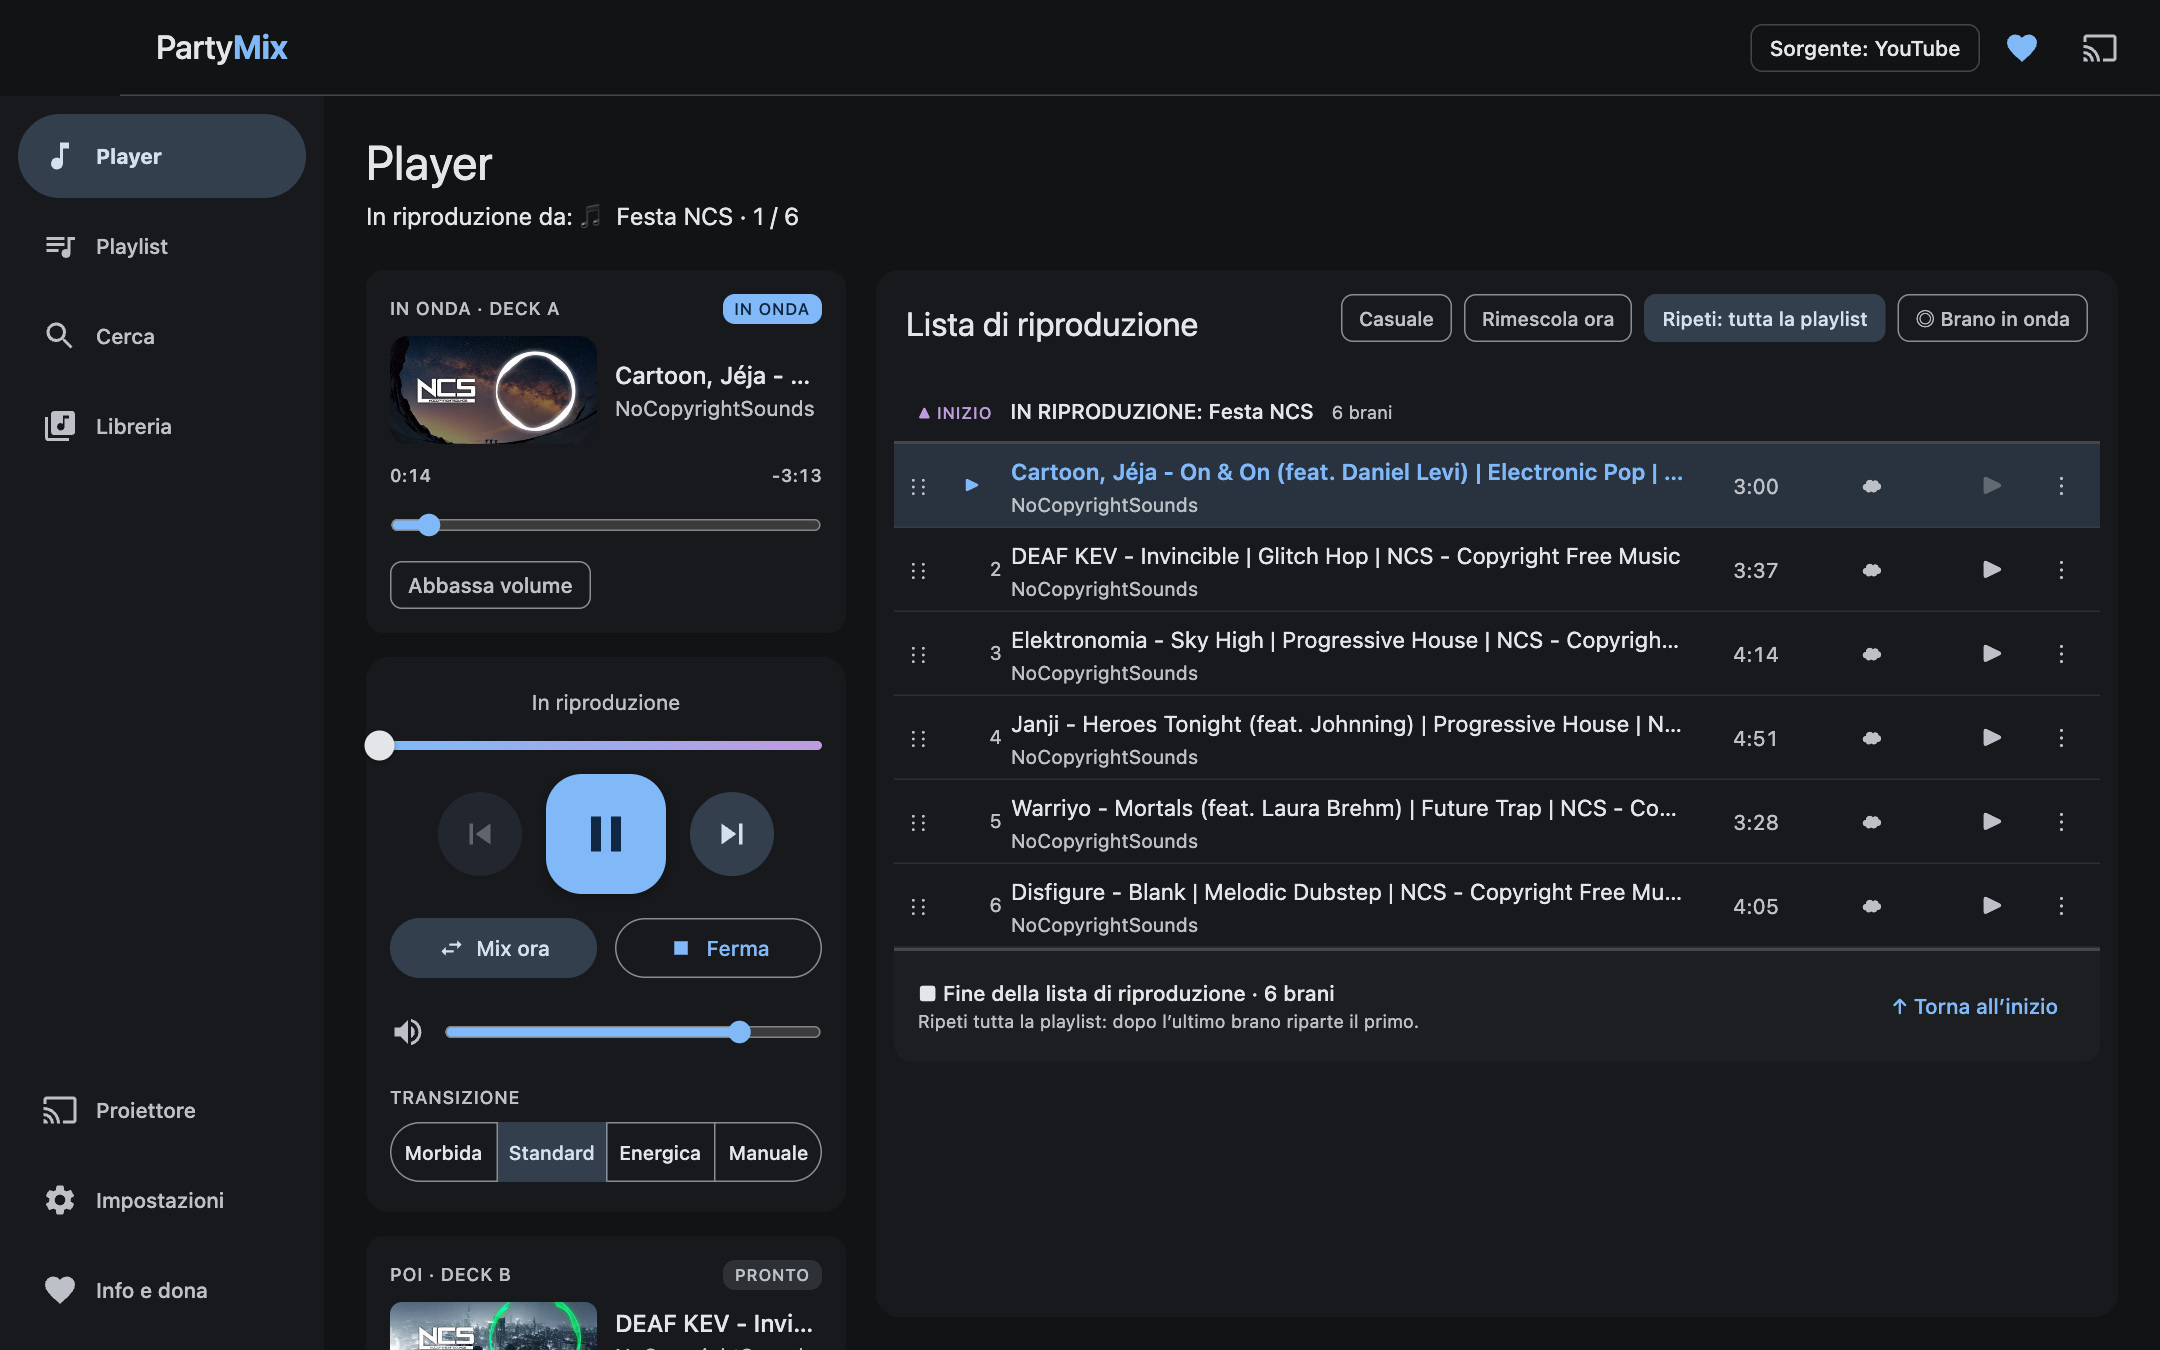 PartyMix
Sorgente: YouTube
Player
Playlist
Cerca
Libreria
Proiettore
Impostazioni
Info e dona
Player
In riproduzione da: 🎵 Festa NCS · 1 / 6
IN ONDA · DECK A
IN ONDA
NCS
Cartoon, Jéja - ...
NoCopyrightSounds
0:14
-3:13
Abbassa volume
In riproduzione
Mix ora
Ferma
TRANSIZIONE
Morbida
Standard
Energica
Manuale
POI · DECK B
PRONTO
NCS
DEAF KEV - Invi...
Lista di riproduzione
Casuale
Rimescola ora
Ripeti: tutta la playlist
◎ Brano in onda
▲ INIZIO
IN RIPRODUZIONE: Festa NCS
6 brani
Cartoon, Jéja - On & On (feat. Daniel Levi) | Electronic Pop | ...
NoCopyrightSounds
3:00
2
DEAF KEV - Invincible | Glitch Hop | NCS - Copyright Free Music
NoCopyrightSounds
3:37
3
Elektronomia - Sky High | Progressive House | NCS - Copyrigh...
NoCopyrightSounds
4:14
4
Janji - Heroes Tonight (feat. Johnning) | Progressive House | N...
NoCopyrightSounds
4:51
5
Warriyo - Mortals (feat. Laura Brehm) | Future Trap | NCS - Co...
NoCopyrightSounds
3:28
6
Disfigure - Blank | Melodic Dubstep | NCS - Copyright Free Mu...
NoCopyrightSounds
4:05
Fine della lista di riproduzione · 6 brani
Ripeti tutta la playlist: dopo l’ultimo brano riparte il primo.
↑ Torna all’inizio